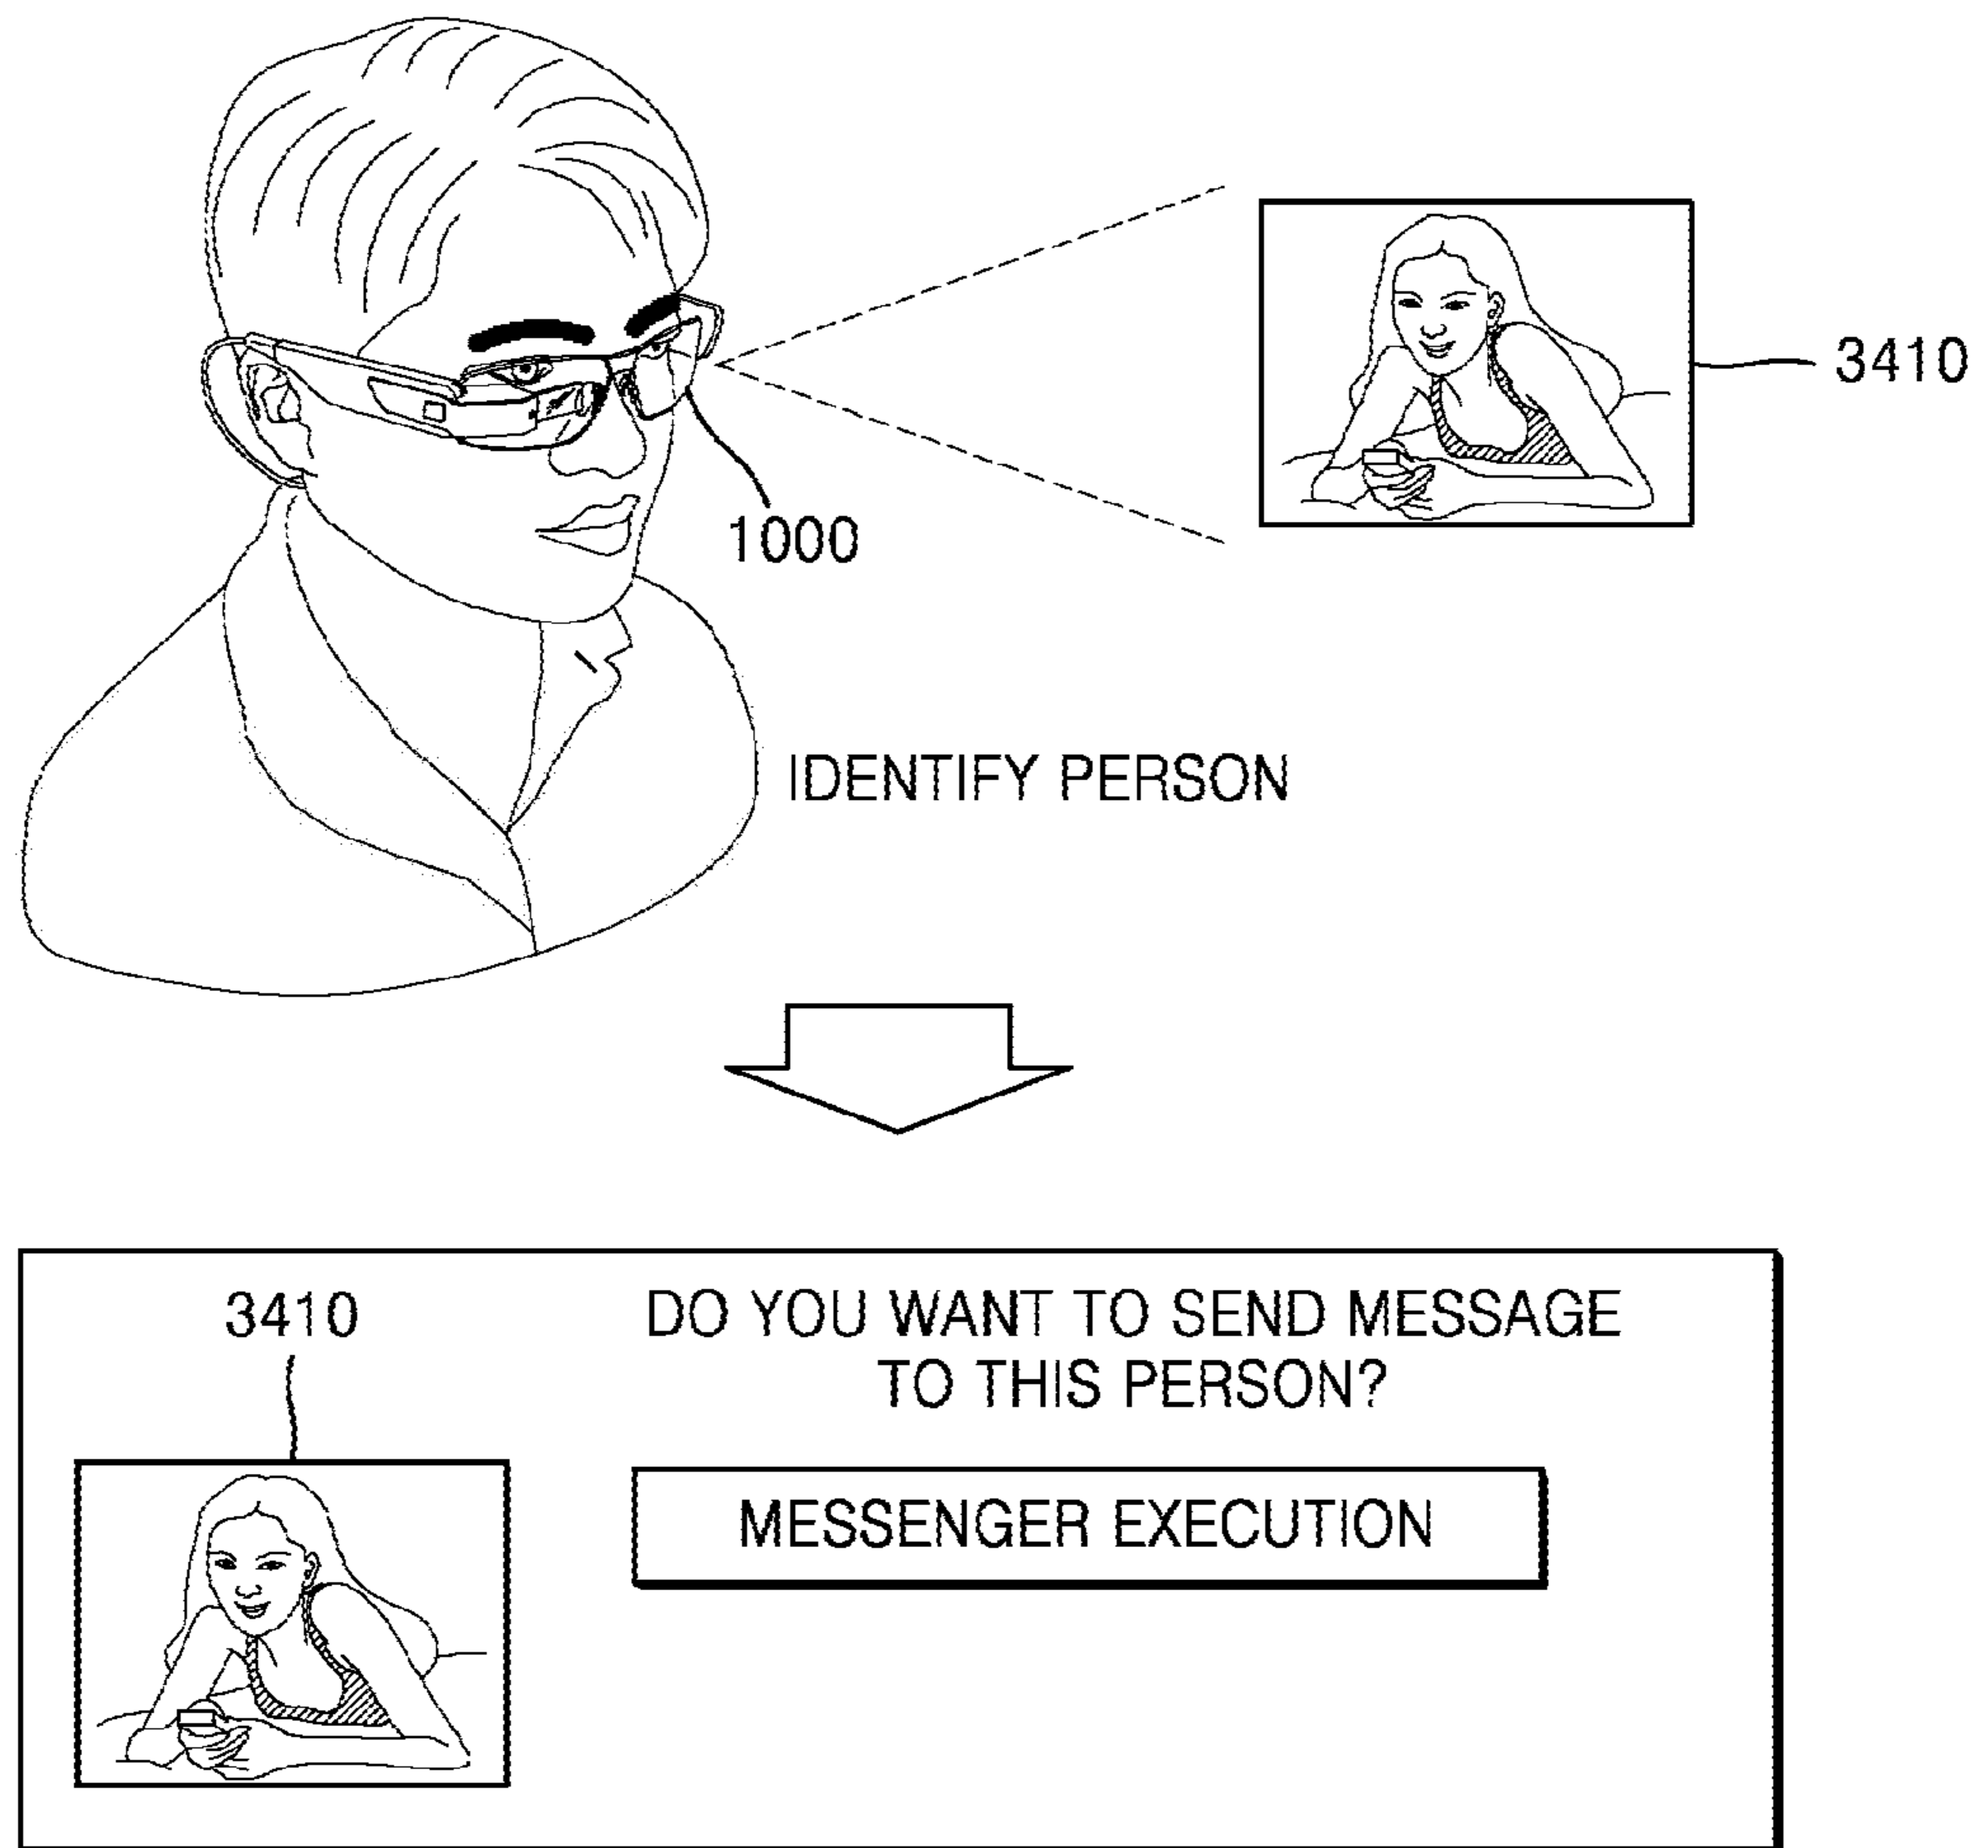 3410
1000
IDENTIFY PERSON
3410
DO YOU WANT TO SEND MESSAGE
TO THIS PERSON?
MESSENGER EXECUTION